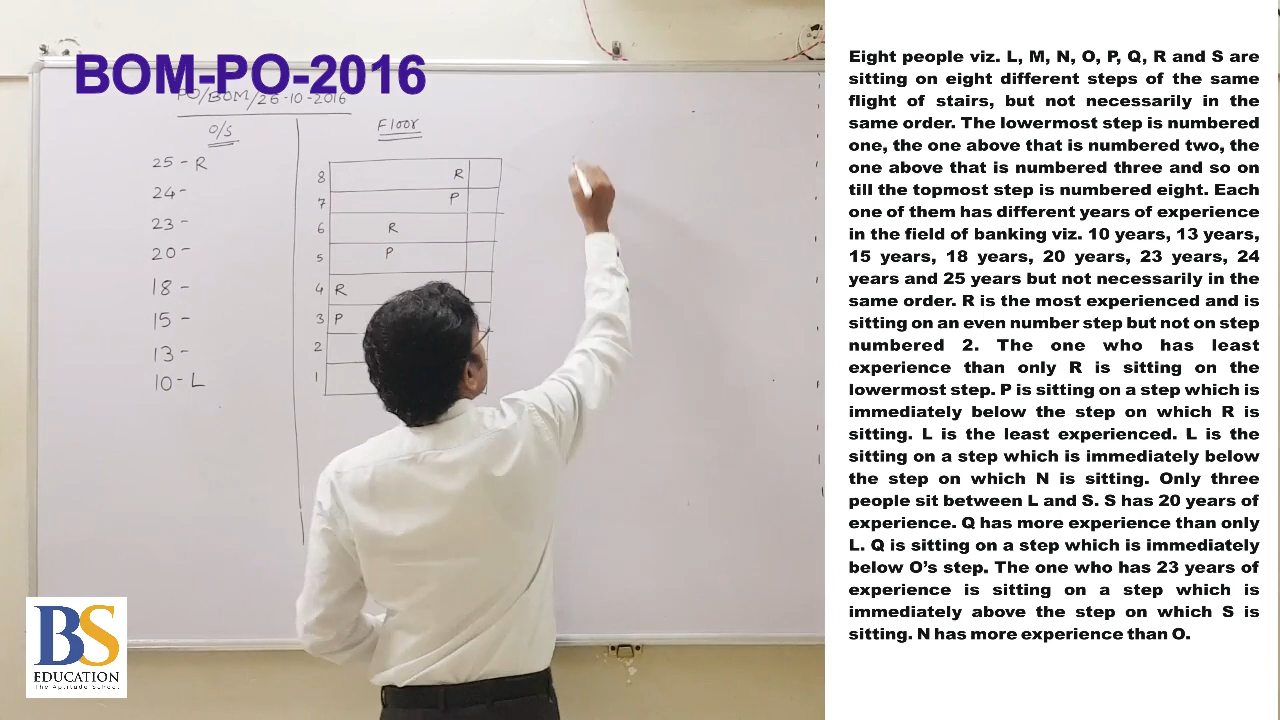 BOM-PO-2016
PO/BOM/26-10-2016
O/S
Floor
25 - R
24 -
23 -
20 -
18 -
15 -
13 -
10 - L
8 R
7 P
6 R
5 P
4 R
3 P
2
1
Eight people viz. L, M, N, O, P, Q, R and S are
sitting on eight different steps of the same
flight of stairs, but not necessarily in the
same order. The lowermost step is numbered
one, the one above that is numbered two, the
one above that is numbered three and so on
till the topmost step is numbered eight. Each
one of them has different years of experience
in the field of banking viz. 10 years, 13 years,
15 years, 18 years, 20 years, 23 years, 24
years and 25 years but not necessarily in the
same order. R is the most experienced and is
sitting on an even number step but not on step
numbered 2. The one who has least
experience than only R is sitting on the
lowermost step. P is sitting on a step which is
immediately below the step on which R is
sitting. L is the least experienced. L is the
sitting on a step which is immediately below
the step on which N is sitting. Only three
people sit between L and S. S has 20 years of
experience. Q has more experience than only
L. Q is sitting on a step which is immediately
below O’s step. The one who has 23 years of
experience is sitting on a step which is
immediately above the step on which S is
sitting. N has more experience than O.
BS
EDUCATION
The Aptitude School